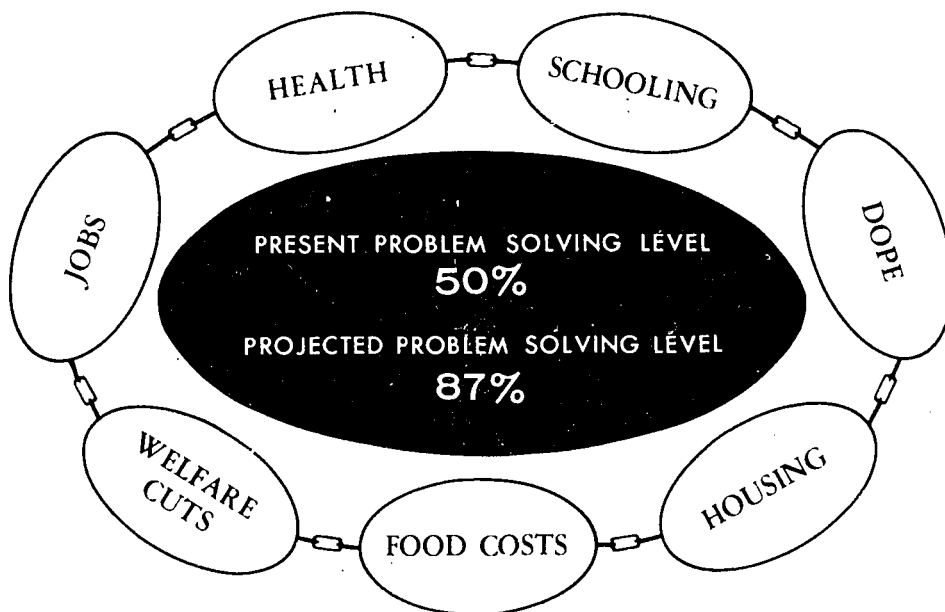 HEALTH
SCHOOLING
JOBS
DOPE
PRESENT PROBLEM SOLVING LEVEL
50%
PROJECTED PROBLEM SOLVING LEVEL
87%
WELFARE
CUTS
FOOD COSTS
HOUSING